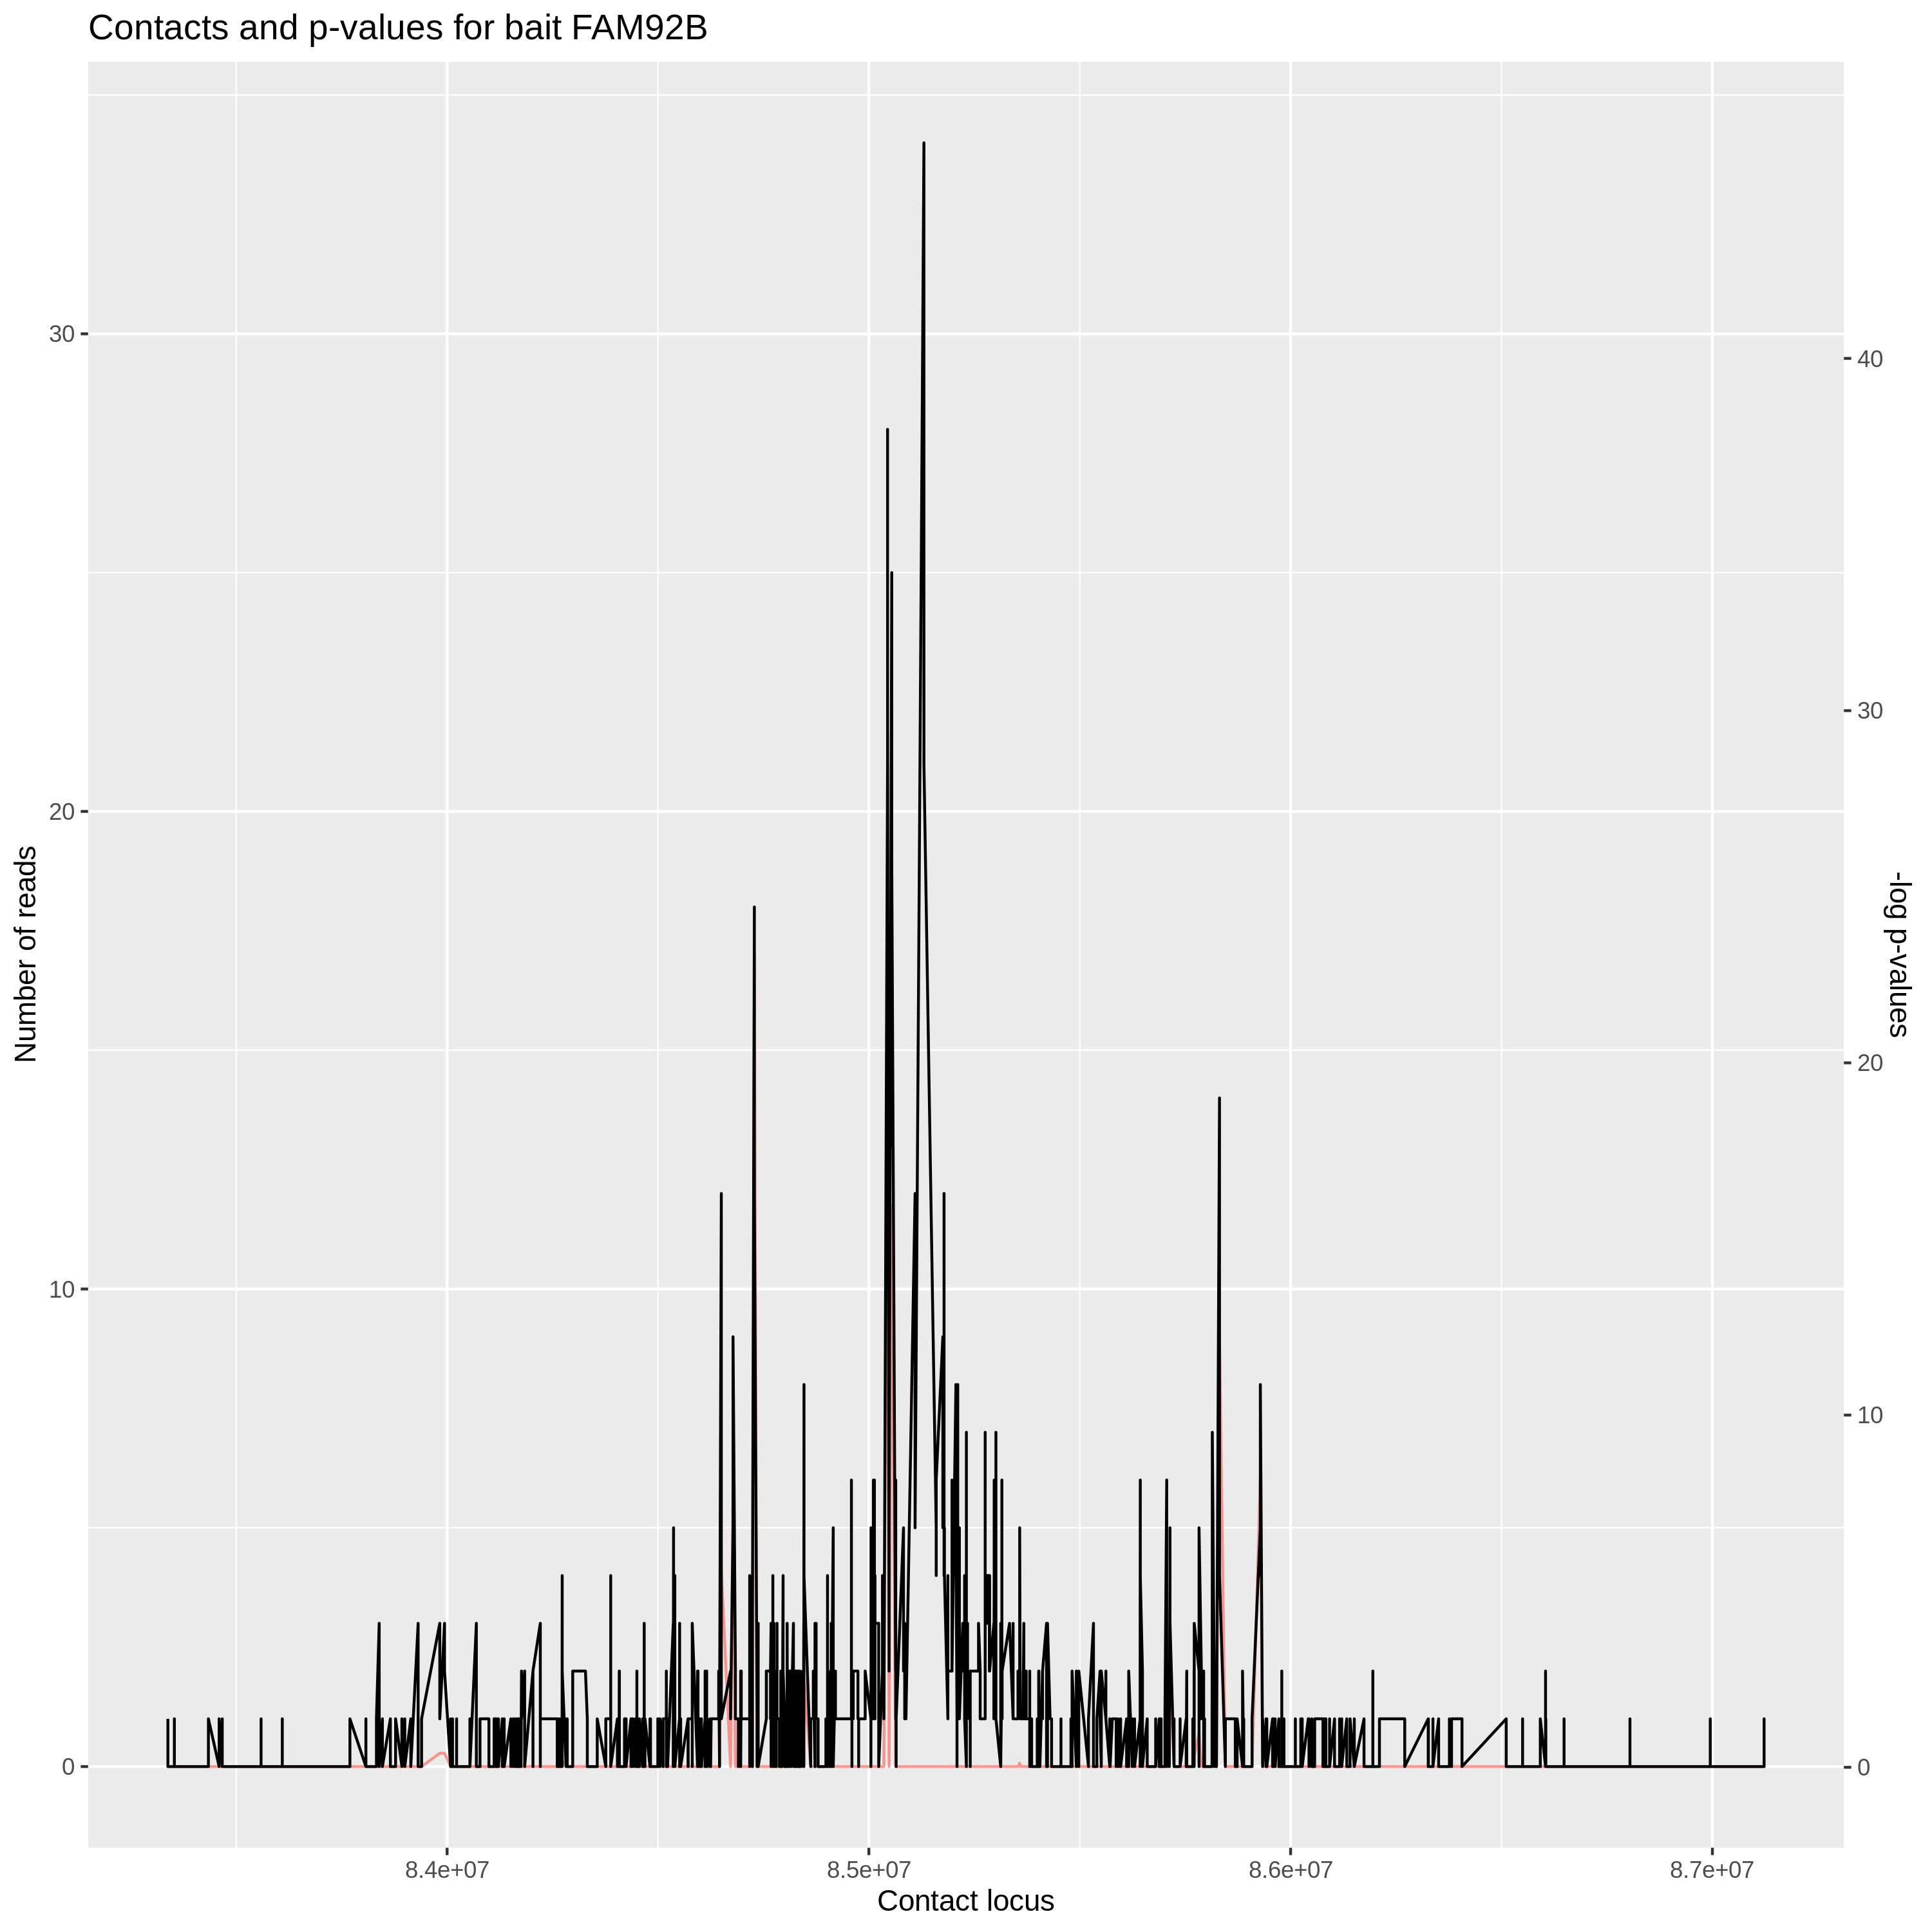 Contacts and p-values for bait FAM92B
Number of reads
30
20
10
0
40
30
20
10
0
-log p-values
8.4e+07
8.5e+07
8.6e+07
8.7e+07
Contact locus